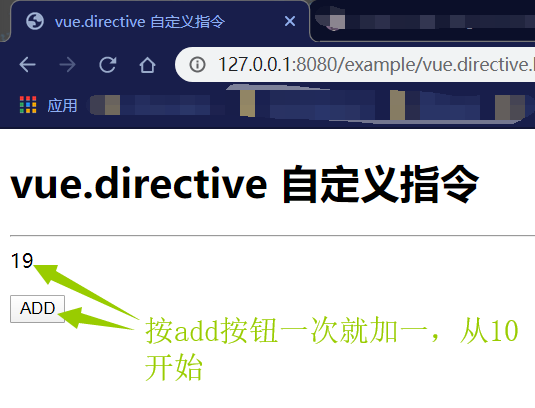 vue.directive 自定义指令
127.0.0.1:8080/example/vue.directive.
应用
vue.directive 自定义指令
19
ADD
按add按钮一次就加一，从10
开始